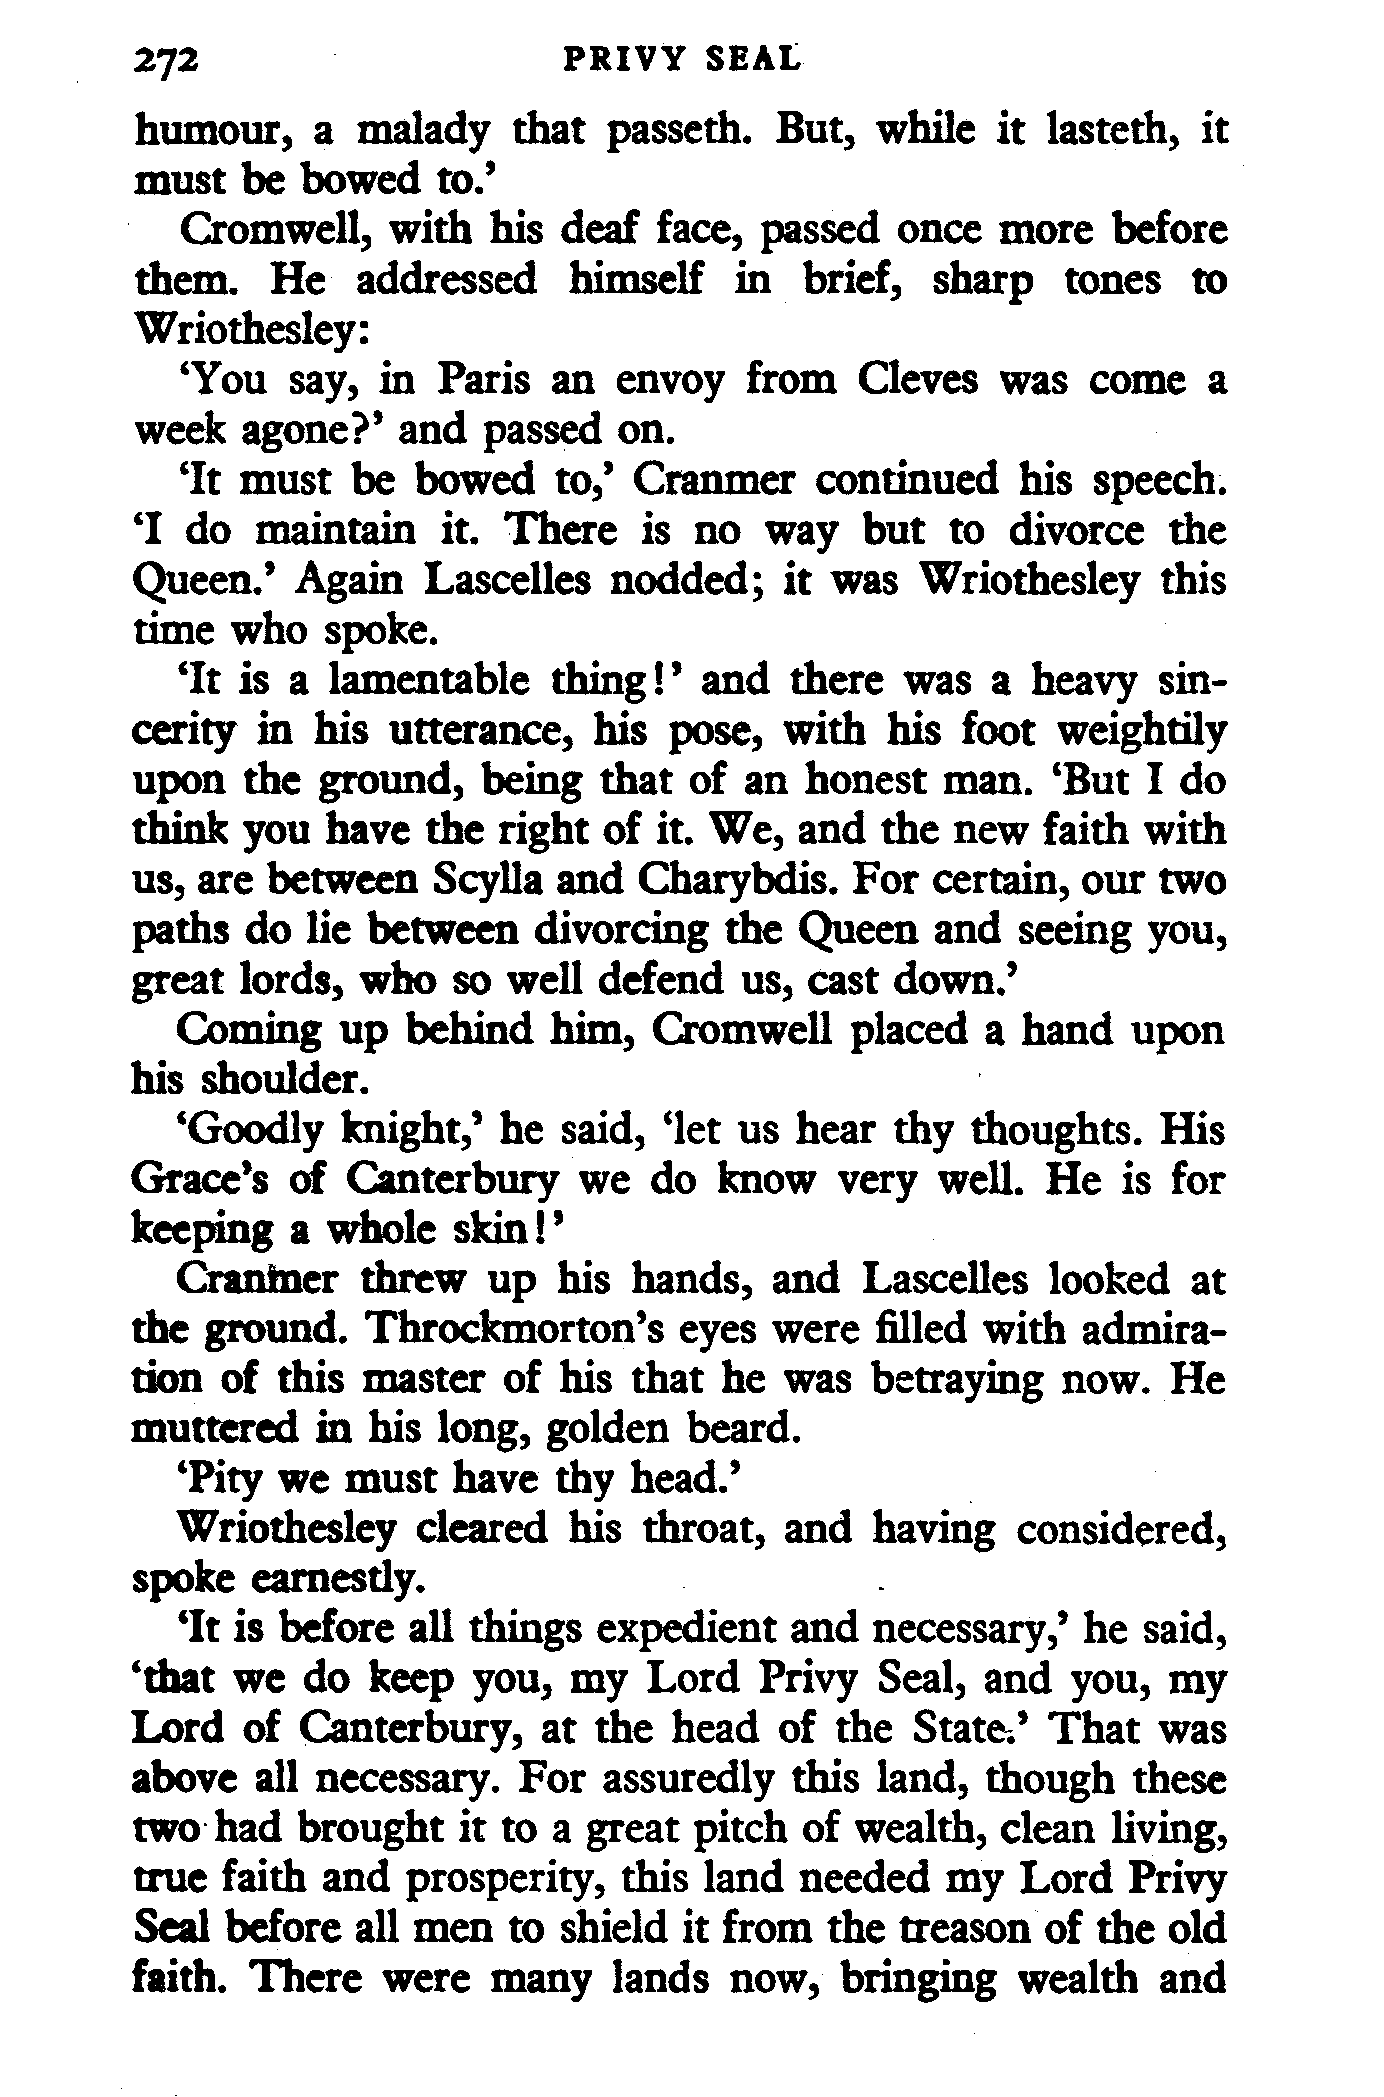 272 PRIVY SEAL
humour, a malady that passeth. But, while it lasteth, it
must be bowed to.’
Cromwell, with his deaf face, passed once more before
them. He addressed himself in brief, sharp tones to
Wriothesley:
‘You say, in Paris an envoy from Cleves was come a
week agone?’ and passed on.
‘It must be bowed to,’ Cranmer continued his speech.
‘I do maintain it. There is no way but to divorce the
Queen.’ Again Lascelles nodded; it was Wriothesley this
time who spoke.
‘It is a lamentable thing!’ and there was a heavy sin-
cerity in his utterance, his pose, with his foot weightily
upon the ground, being that of an honest man. ‘But I do
think you have the right of it. We, and the new faith with
us, are between Scylla and Charybdis. For certain, our two
paths do lie between divorcing the Queen and seeing you,
great lords, who so well defend us, cast down.’
Coming up behind him, Cromwell placed a hand upon
his shoulder.
‘Goodly knight,’ he said, ‘let us hear thy thoughts. His
Grace’s of Canterbury we do know very well. He is for
keeping a whole skin!’
Cranmer threw up his hands, and Lascelles looked at
the ground. Throckmorton’s eyes were filled with admira-
tion of this master of his that he was betraying now. He
muttered in his long, golden beard.
‘Pity we must have thy head.’
Wriothesley cleared his throat, and having considered,
spoke earnestly.
‘It is before all things expedient and necessary,’ he said,
‘that we do keep you, my Lord Privy Seal, and you, my
Lord of Canterbury, at the head of the State.’ That was
above all necessary. For assuredly this land, though these
two had brought it to a great pitch of wealth, clean living,
true faith and prosperity, this land needed my Lord Privy
Seal before all men to shield it from the treason of the old
faith. There were many lands now, bringing wealth and